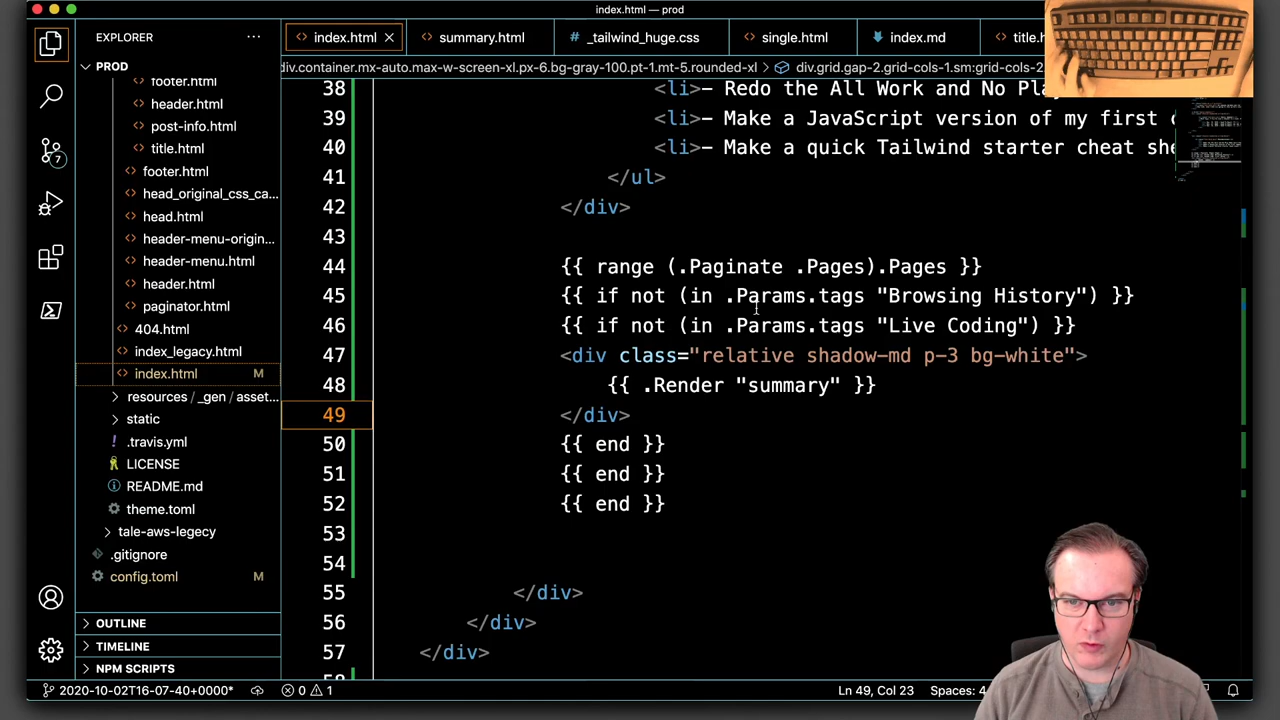 index.html — prod
EXPLORER
index.html
summary.html
_tailwind_huge.css
single.html
index.md
title.h
PROD
div.container.mx-auto.max-w-screen-xl.px-6.bg-gray-100.pt-1.mt-5.rounded-xl > div.grid.gap-2.grid-cols-1.sm:grid-cols-2
footer.html
header.html
post-info.html
title.html
footer.html
head_original_css_ca...
head.html
header-menu-origin...
header-menu.html
header.html
paginator.html
404.html
index_legacy.html
index.html M
resources / _gen / asset...
static
.travis.yml
LICENSE
README.md
theme.toml
tale-aws-legacy
.gitignore
config.toml M
OUTLINE
TIMELINE
NPM SCRIPTS
7
38 <li>– Redo the All Work and No Pla
39 <li>– Make a JavaScript version of my first
40 <li>– Make a quick Tailwind starter cheat she
41 </ul>
42 </div>
43
44 {{ range (.Paginate .Pages).Pages }}
45 {{ if not (in .Params.tags "Browsing History") }}
46 {{ if not (in .Params.tags "Live Coding") }}
47 <div class="relative shadow-md p-3 bg-white">
48 {{ .Render "summary" }}
49 </div>
50 {{ end }}
51 {{ end }}
52 {{ end }}
53
54
55 </div>
56 </div>
57 </div>
2020-10-02T16-07-40+0000* 0 1 Ln 49, Col 23 Spaces: 4